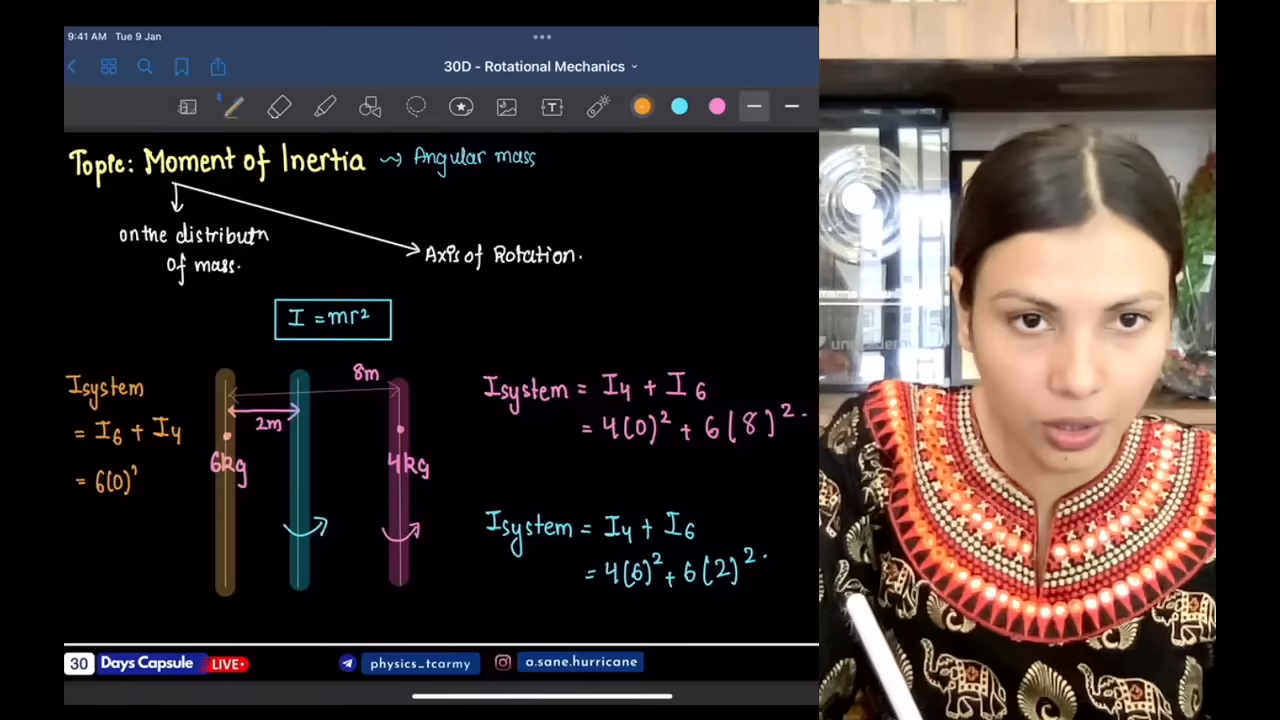 9:41 AM Tue 9 Jan
30D - Rotational Mechanics
Topic: Moment of Inertia ~> Angular mass
on the distributn
of mass.
Axis of Rotation.
I = mr²
8m
2m
6kg
4kg
Isystem
= I6 + I4
= 6(0)²
Isystem = I4 + I6
= 4(0)² + 6(8)².
Isystem = I4 + I6
= 4(6)² + 6(2)².
30 Days Capsule LIVE
physics_tcarmy
a.sane.hurricane